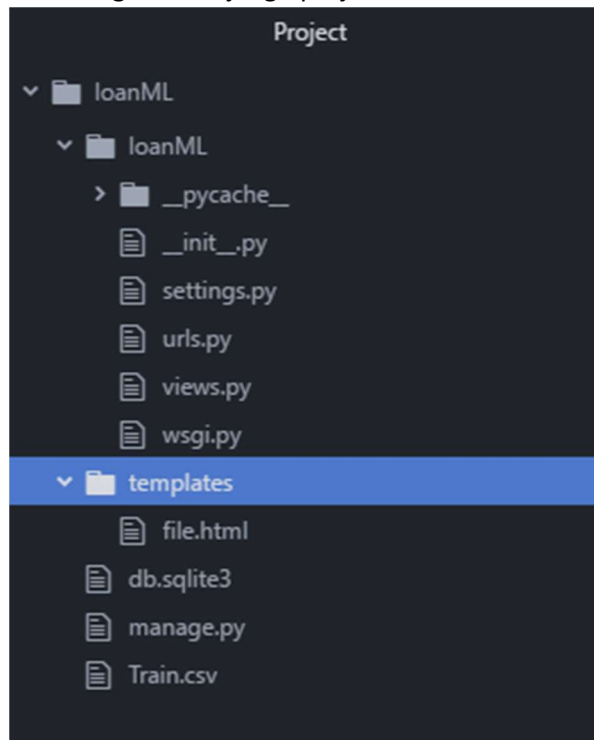 Project
loanML
loanML
__pycache__
__init__.py
settings.py
urls.py
views.py
wsgi.py
templates
file.html
db.sqlite3
manage.py
Train.csv